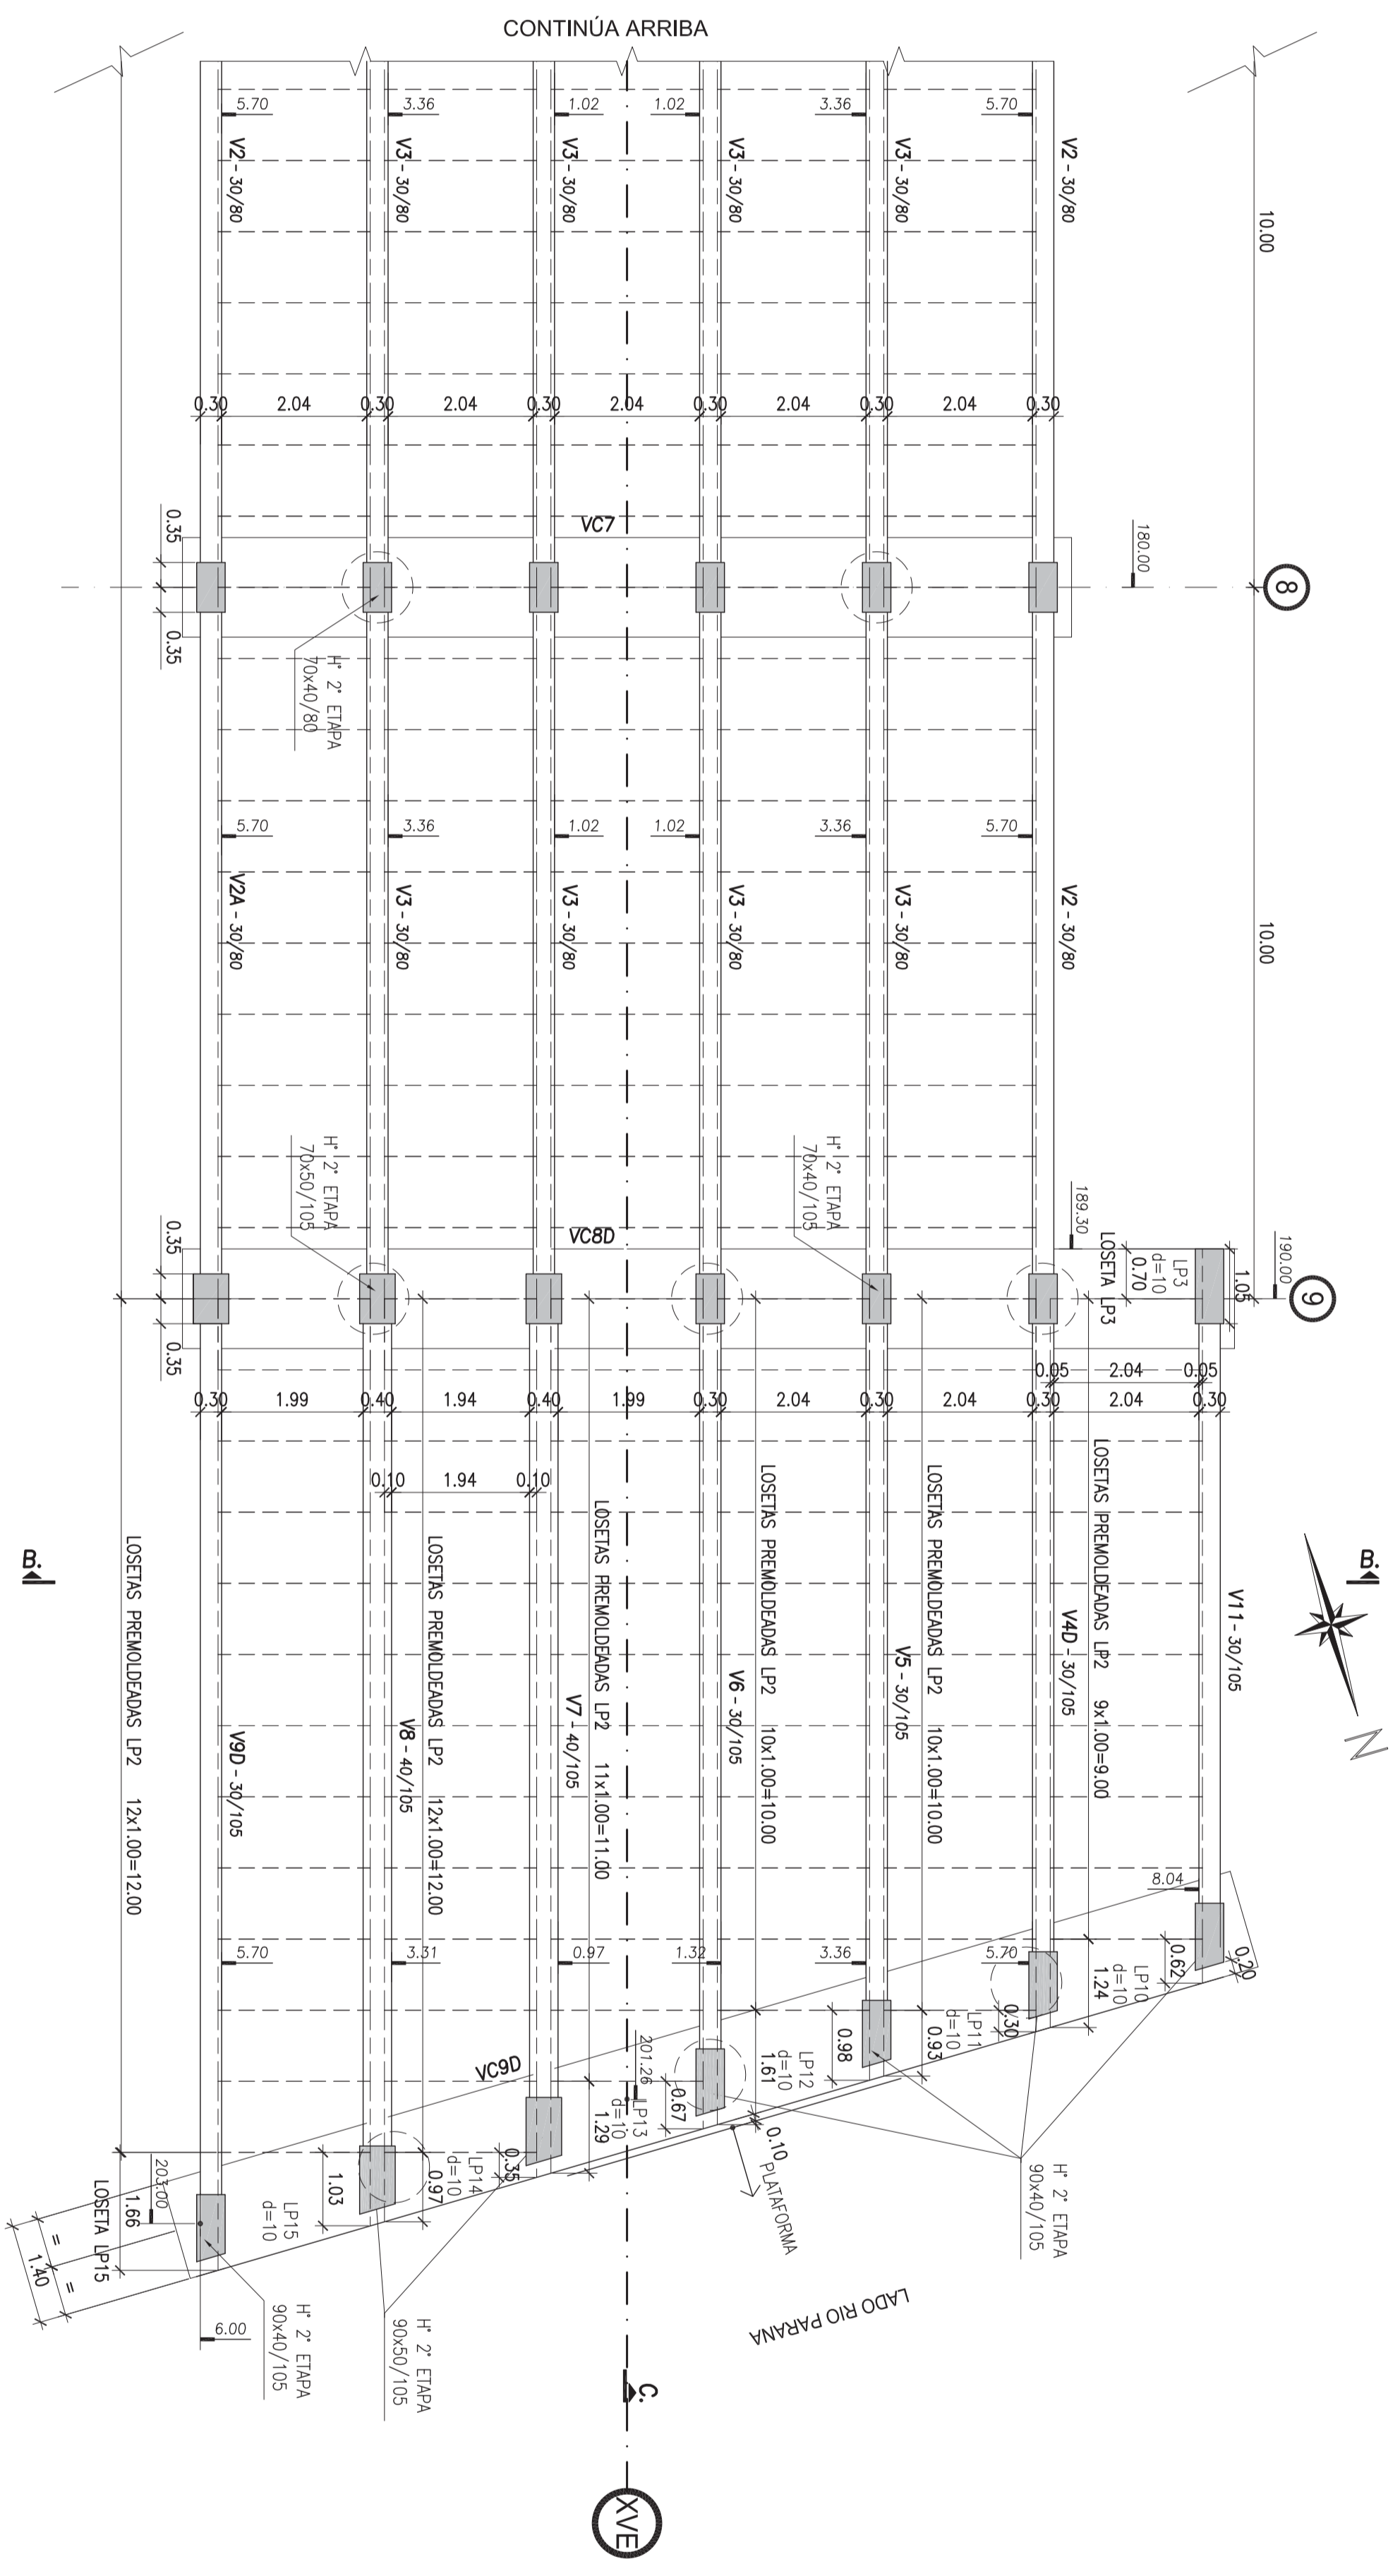 CONTINÚA ARRIBA
5.70
3.36
1.02
1.02
3.36
5.70
V2 - 30/80
V3 - 30/80
V3 - 30/80
V3 - 30/80
V3 - 30/80
V2 - 30/80
10.00
0.30
2.04
0.30
2.04
0.30
2.04
0.30
2.04
0.30
2.04
0.30
VC7
0.35
0.35
180.00
8
H° 2° ETAPA
70x40/80
5.70
3.36
1.02
1.02
3.36
5.70
V2A - 30/80
V3 - 30/80
V3 - 30/80
V3 - 30/80
V3 - 30/80
V2 - 30/80
10.00
H° 2° ETAPA
70x50/105
H° 2° ETAPA
70x40/105
189.30
LOSETA LP3
LP3
d=10
0.70
1.05
190.00
9
VC8D
0.35
0.35
0.05
2.04
0.05
0.30
1.99
0.40
1.94
0.40
1.99
0.30
2.04
0.30
2.04
0.30
2.04
0.30
0.10
1.94
0.10
LOSETAS PREMOLDEADAS LP2 12x1.00=12.00
LOSETAS PREMOLDEADAS LP2 12x1.00=12.00
LOSETAS PREMOLDEADAS LP2 11x1.00=11.00
LOSETAS PREMOLDEADAS LP2 10x1.00=10.00
LOSETAS PREMOLDEADAS LP2 10x1.00=10.00
LOSETAS PREMOLDEADAS LP2 9x1.00=9.00
B.
B.
N
V9D - 30/105
V8 - 40/105
V7 - 40/105
V6 - 30/105
V5 - 30/105
V4D - 30/105
V11 - 30/105
8.04
5.70
3.31
0.97
1.32
3.36
5.70
0.62
0.20
LP10
d=10
1.24
0.30
LP11
d=10
0.93
0.98
LP12
d=10
1.61
0.67
0.10
PLATAFORMA
201.26
LP13
d=10
1.29
VC9D
0.35
LP14
d=10
0.97
1.03
LP15
d=10
203.00
1.66
LOSETA LP15
=
=
1.40
6.00
H° 2° ETAPA
90x40/105
H° 2° ETAPA
90x50/105
H° 2° ETAPA
90x40/105
LADO RIO PARANA
C.
XVE